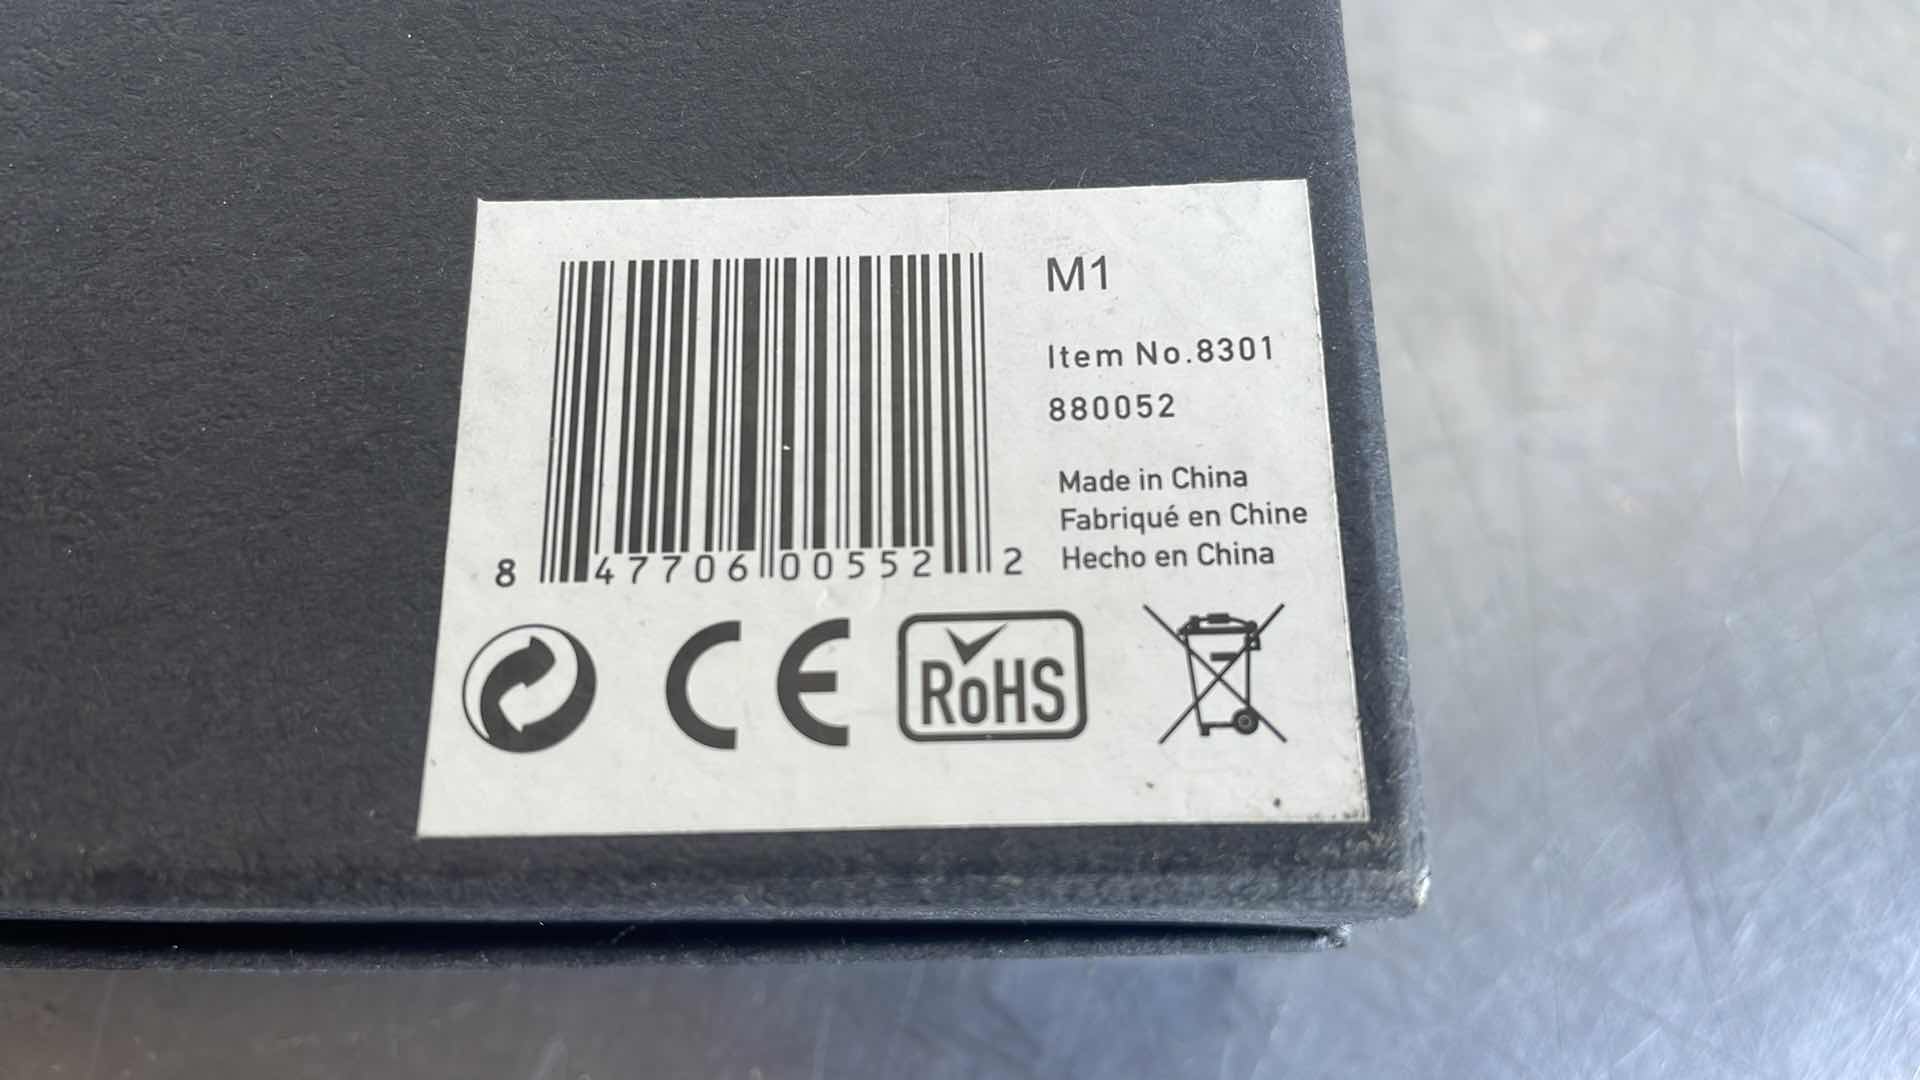 M1
Item No.8301
880052
Made in China
Fabriqué en Chine
Hecho en China
8 47706 00552 2
CE
RoHS